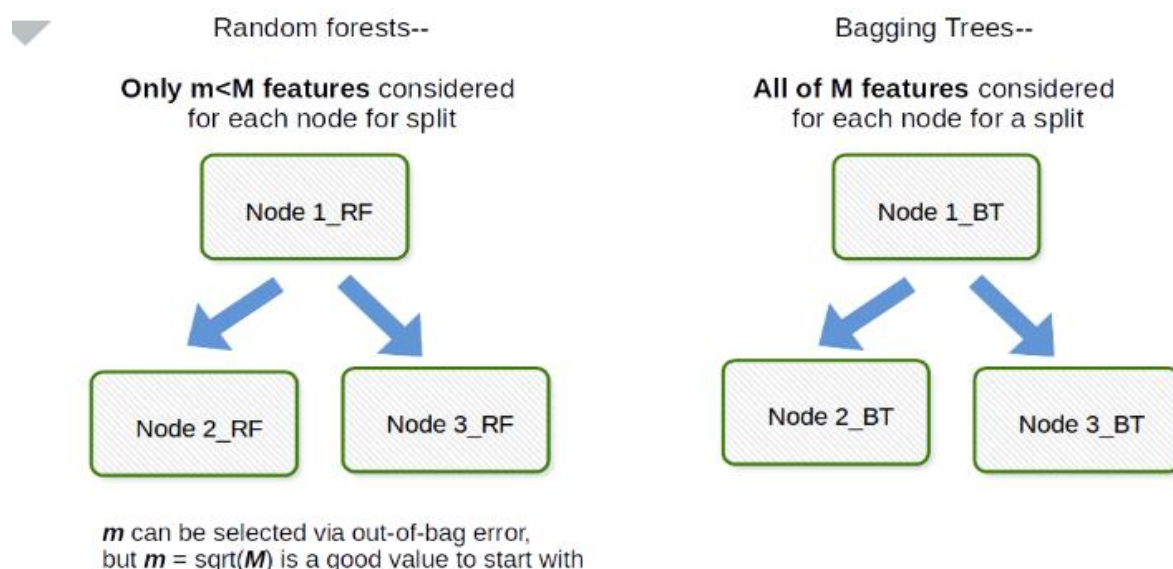 Random forests--
Only m<M features considered
for each node for split
Node 1_RF
Node 2_RF
Node 3_RF
m can be selected via out-of-bag error,
but m = sqrt(M) is a good value to start with
Bagging Trees--
All of M features considered
for each node for a split
Node 1_BT
Node 2_BT
Node 3_BT